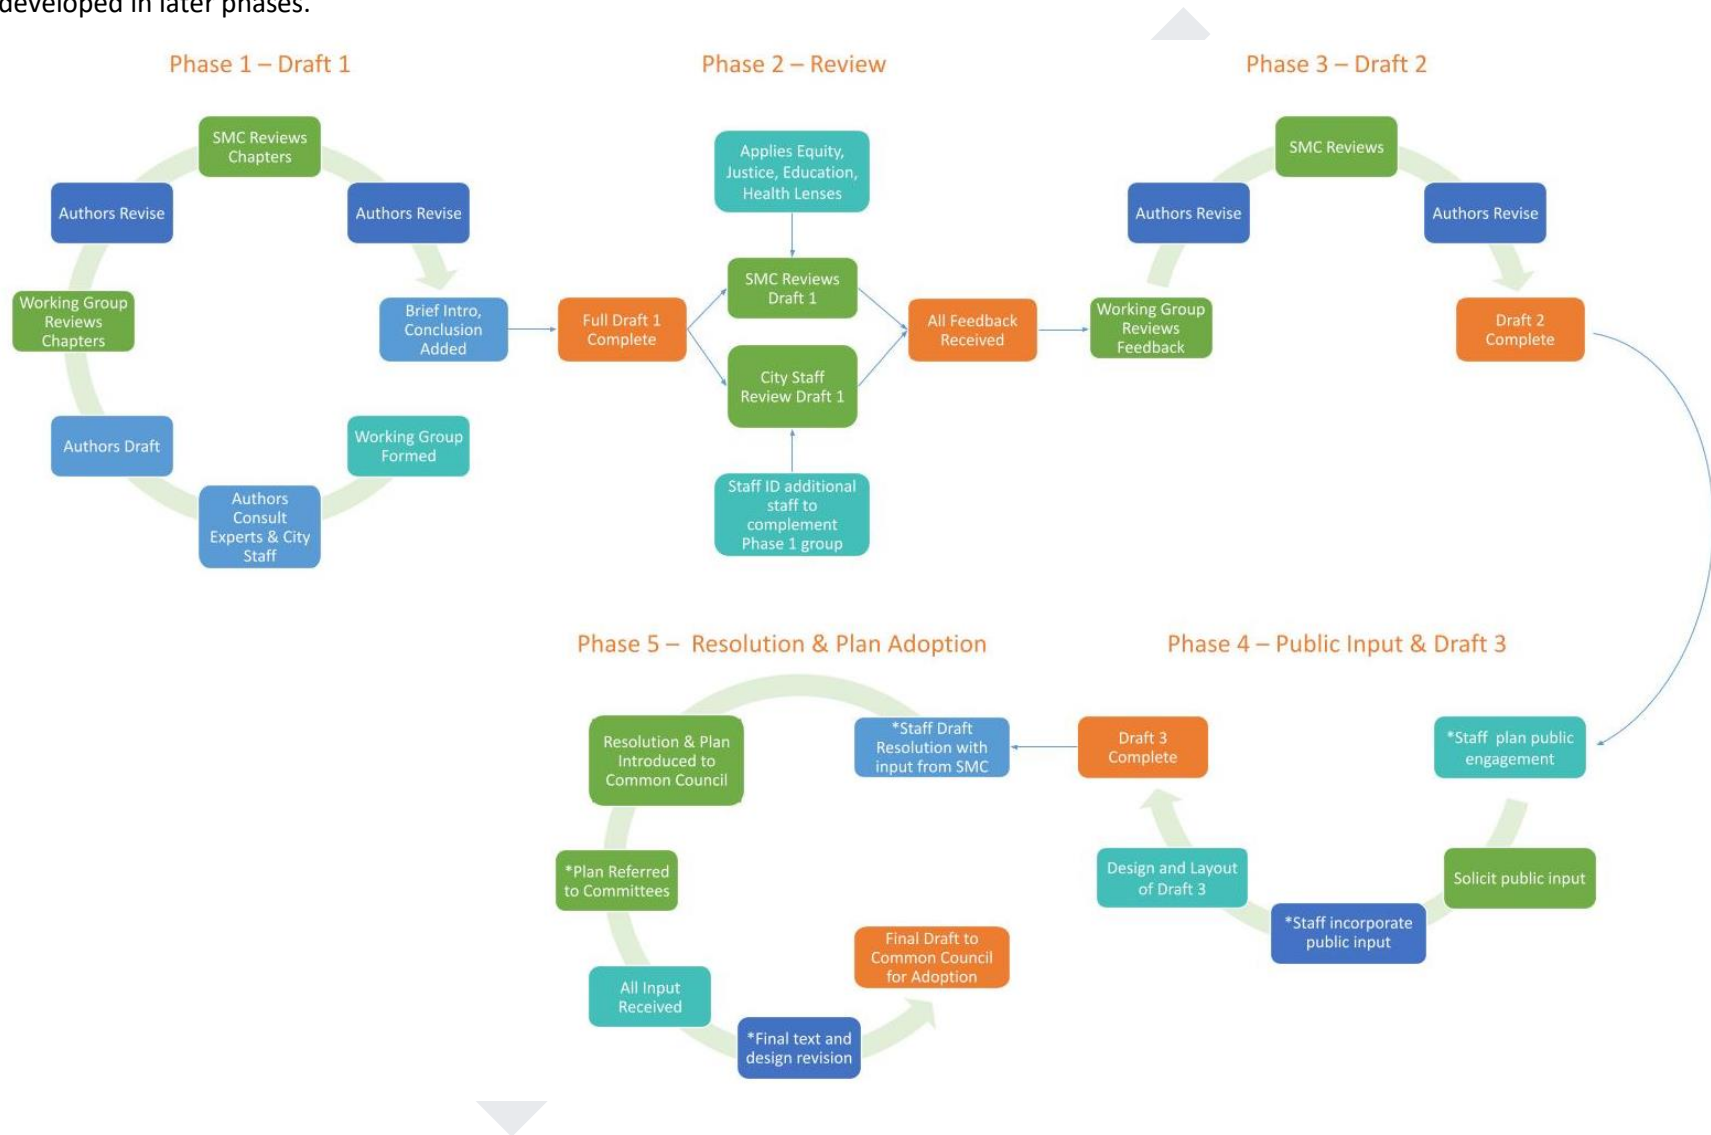 developed in later phases.
Phase 1 – Draft 1
SMC Reviews
Chapters
Authors Revise
Authors Revise
Working Group
Reviews
Chapters
Brief Intro,
Conclusion
Added
Authors Draft
Working Group
Formed
Authors
Consult
Experts & City
Staff
Phase 2 – Review
Applies Equity,
Justice, Education,
Health Lenses
Full Draft 1
Complete
SMC Reviews
Draft 1
City Staff
Review Draft 1
All Feedback
Received
Staff ID additional
staff to
complement
Phase 1 group
Phase 3 – Draft 2
SMC Reviews
Authors Revise
Authors Revise
Working Group
Reviews
Feedback
Draft 2
Complete
Phase 5 – Resolution & Plan Adoption
Resolution & Plan
Introduced to
Common Council
*Staff Draft
Resolution with
input from SMC
*Plan Referred
to Committees
All Input
Received
*Final text and
design revision
Final Draft to
Common Council
for Adoption
Phase 4 – Public Input & Draft 3
Draft 3
Complete
*Staff plan public
engagement
Design and Layout
of Draft 3
Solicit public input
*Staff incorporate
public input